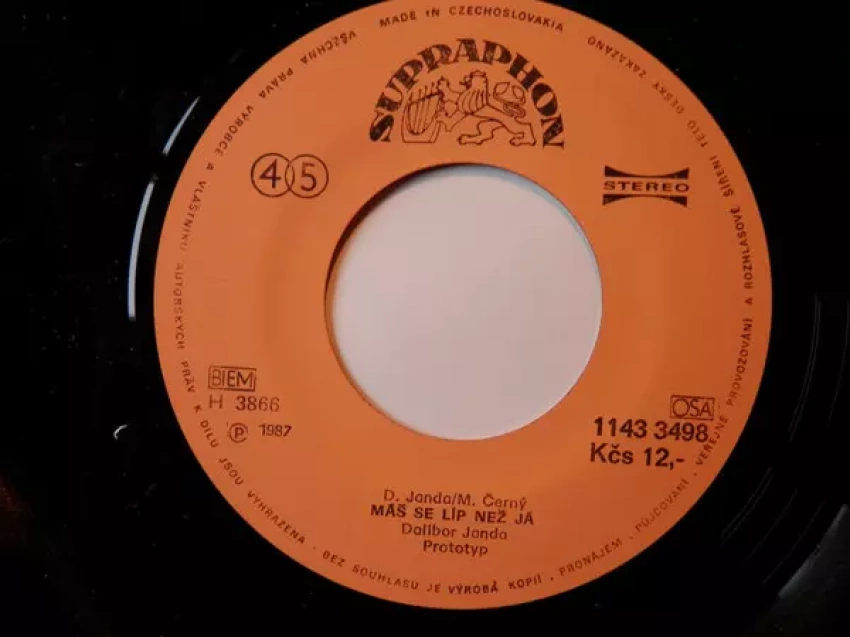 VŠECHNA PRÁVA VÝROBCE A VLASTNÍKU AUTORSKÝCH PRÁV K DÍLU JSOU VYHRAZENA · BEZ SOUHLASU JE VÝROBA KOPIÍ · PRONÁJEM · PŮJČOVÁNÍ · VEŘEJNÉ PROVOZOVÁNÍ A ROZHLASOVÉ ŠÍŘENÍ TÉTO DESKY ZAKÁZÁNO
MADE IN CZECHOSLOVAKIA
SUPRAPHON
45
STEREO
BIEM
H 3866
Ⓟ 1987
OSA
1143 3498
Kčs 12,-
D. Janda/M. Černý
MÁŠ SE LÍP NEŽ JÁ
Dalibor Janda
Prototyp